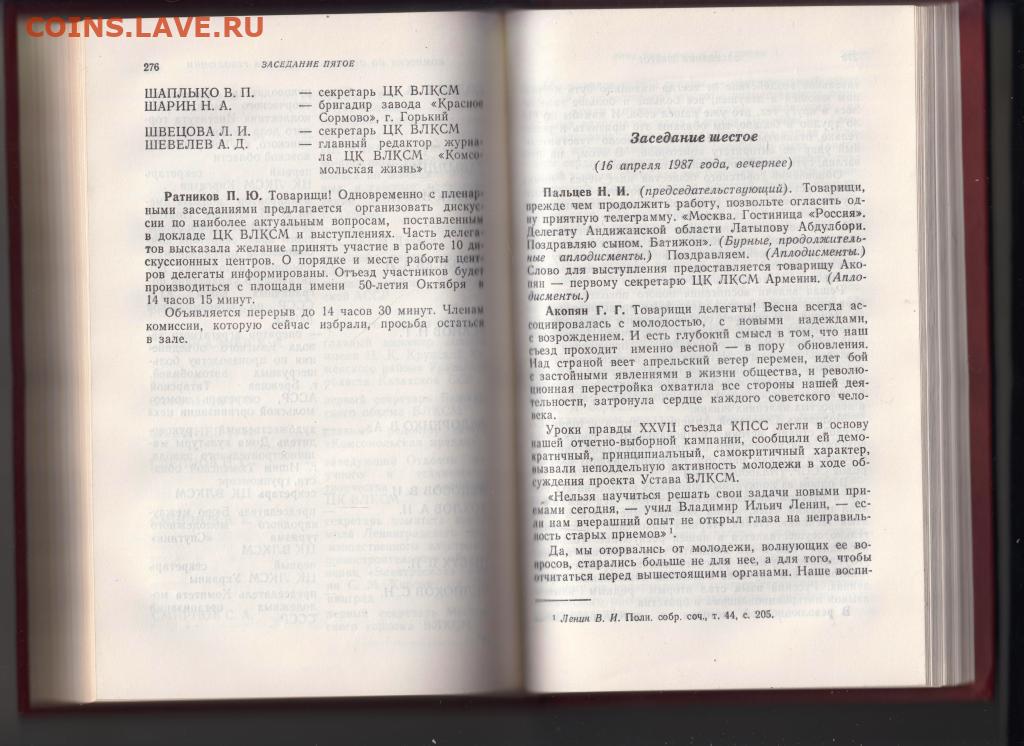 COINS.LAVE.RU
276
ЗАСЕДАНИЕ ПЯТОЕ
ШАПЛЫКО В. П. — секретарь ЦК ВЛКСМ
ШАРИН Н. А. — бригадир завода «Красное
Сормово», г. Горький
ШВЕЦОВА Л. И. — секретарь ЦК ВЛКСМ
ШЕВЕЛЕВ А. Д. — главный редактор журна-
ла ЦК ВЛКСМ «Комсо-
мольская жизнь»
Ратников П. Ю. Товарищи! Одновременно с пленар-
ными заседаниями предлагается организовать дискус-
сии по наиболее актуальным вопросам, поставленным
в докладе ЦК ВЛКСМ и выступлениях. Часть делега-
тов высказала желание принять участие в работе 10 ди-
скуссионных центров. О порядке и месте работы цент-
ров делегаты информированы. Отъезд участников будет
производиться с площади имени 50-летия Октября в
14 часов 15 минут.
Объявляется перерыв до 14 часов 30 минут. Членам
комиссии, которую сейчас избрали, просьба остаться
в зале.
Заседание шестое
(16 апреля 1987 года, вечернее)
Пальцев Н. И. (председательствующий). Товарищи,
прежде чем продолжить работу, позвольте огласить од-
ну приятную телеграмму. «Москва. Гостиница «Россия».
Делегату Андижанской области Латыпову Абдулбори.
Поздравляю сыном. Батижон». (Бурные, продолжитель-
ные аплодисменты.) Поздравляем. (Аплодисменты.)
Слово для выступления предоставляется товарищу Ако-
пян — первому секретарю ЦК ЛКСМ Армении. (Апло-
дисменты.)
Акопян Г. Г. Товарищи делегаты! Весна всегда ас-
социировалась с молодостью, с новыми надеждами,
с возрождением. И есть глубокий смысл в том, что наш
съезд проходит именно весной — в пору обновления.
Над страной веет апрельский ветер перемен, идет бой
с застойными явлениями в жизни общества, и револю-
ционная перестройка охватила все стороны нашей дея-
тельности, затронула сердце каждого советского чело-
века.
Уроки правды XXVII съезда КПСС легли в основу
нашей отчетно-выборной кампании, сообщили ей демо-
кратичный, принципиальный, самокритичный характер,
вызвали неподдельную активность молодежи в ходе об-
суждения проекта Устава ВЛКСМ.
«Нельзя научиться решать свои задачи новыми при-
емами сегодня, — учил Владимир Ильич Ленин, — ес-
ли нам вчерашний опыт не открыл глаза на неправиль-
ность старых приемов» ¹.
Да, мы оторвались от молодежи, волнующих ее во-
просов, старались больше не для нее, а для того, чтобы
отчитаться перед вышестоящими органами. Наше воспи-
¹ Ленин В. И. Полн. собр. соч., т. 44, с. 205.